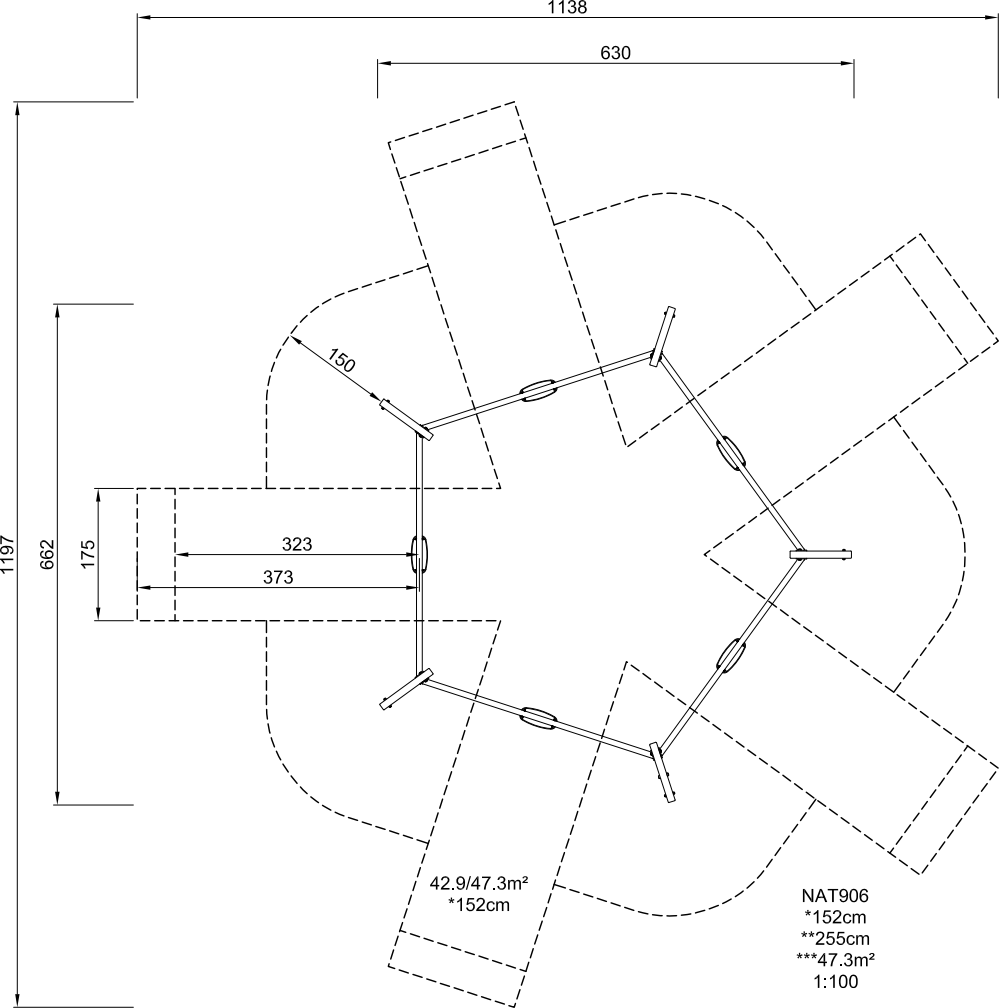 1138
630
150
1197
662
175
323
373
42.9/47.3m²
*152cm
NAT906
*152cm
**255cm
***47.3m²
1:100